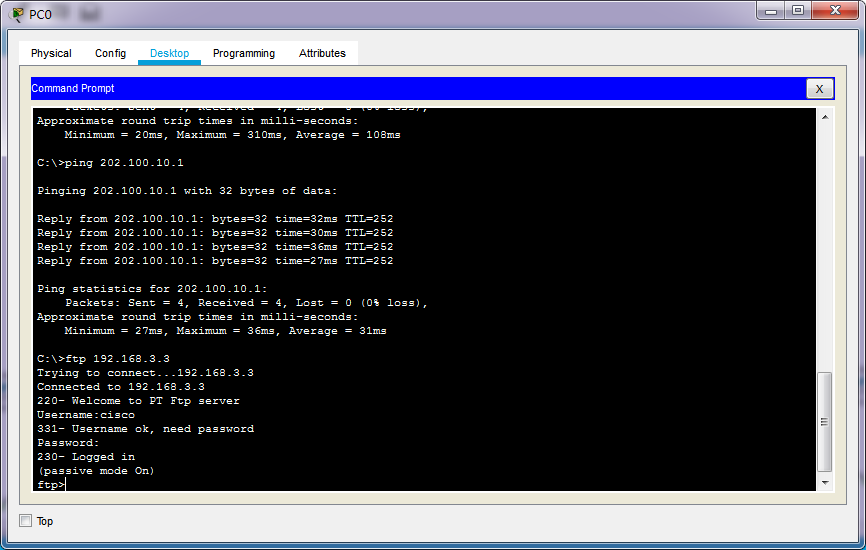 PC0
Physical Config Desktop Programming Attributes
Command Prompt
X
Packets: Sent = 4, Received = 4, Lost = 0 (0% loss),
Approximate round trip times in milli-seconds:
    Minimum = 20ms, Maximum = 310ms, Average = 108ms
C:\>ping 202.100.10.1
Pinging 202.100.10.1 with 32 bytes of data:
Reply from 202.100.10.1: bytes=32 time=32ms TTL=252
Reply from 202.100.10.1: bytes=32 time=30ms TTL=252
Reply from 202.100.10.1: bytes=32 time=36ms TTL=252
Reply from 202.100.10.1: bytes=32 time=27ms TTL=252
Ping statistics for 202.100.10.1:
    Packets: Sent = 4, Received = 4, Lost = 0 (0% loss),
Approximate round trip times in milli-seconds:
    Minimum = 27ms, Maximum = 36ms, Average = 31ms
C:\>ftp 192.168.3.3
Trying to connect...192.168.3.3
Connected to 192.168.3.3
220- Welcome to PT Ftp server
Username:cisco
331- Username ok, need password
Password:
230- Logged in
(passive mode On)
ftp>
Top